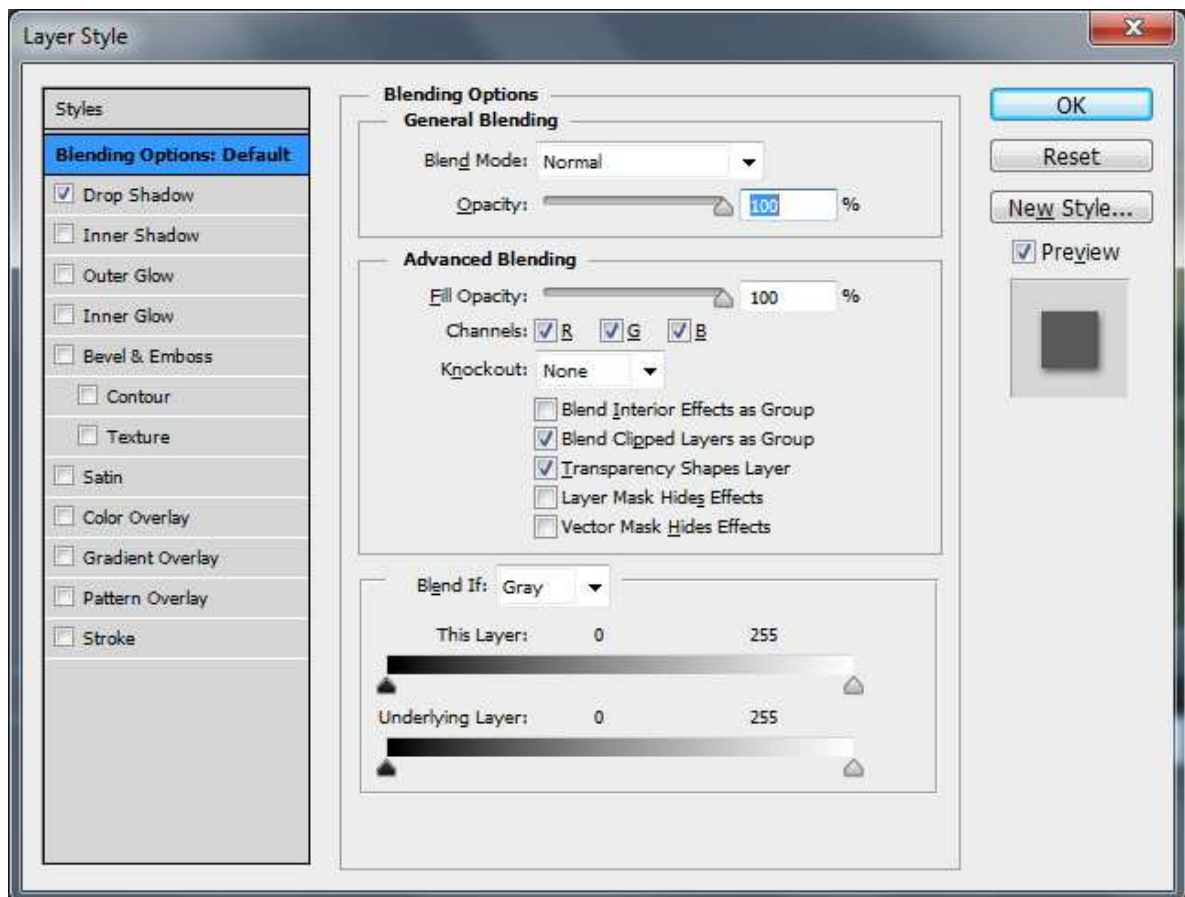 Layer Style
Styles
Blending Options: Default
Drop Shadow
Inner Shadow
Outer Glow
Inner Glow
Bevel & Emboss
Contour
Texture
Satin
Color Overlay
Gradient Overlay
Pattern Overlay
Stroke
Blending Options
General Blending
Blend Mode: Normal
Opacity: 100 %
Advanced Blending
Fill Opacity: 100 %
Channels: R G B
Knockout: None
Blend Interior Effects as Group
Blend Clipped Layers as Group
Transparency Shapes Layer
Layer Mask Hides Effects
Vector Mask Hides Effects
Blend If: Gray
This Layer: 0 255
Underlying Layer: 0 255
OK
Reset
New Style...
Preview